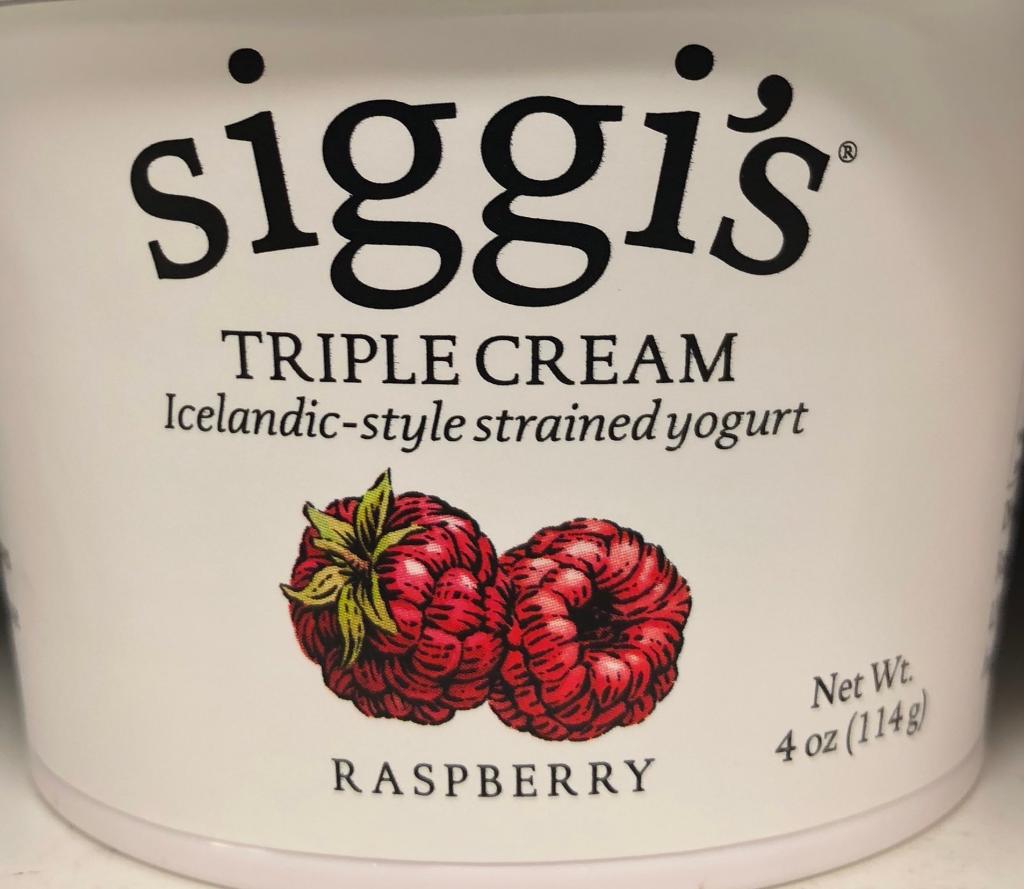 siggi's®
TRIPLE CREAM
Icelandic-style strained yogurt
RASPBERRY
Net Wt.
4 oz (114g)